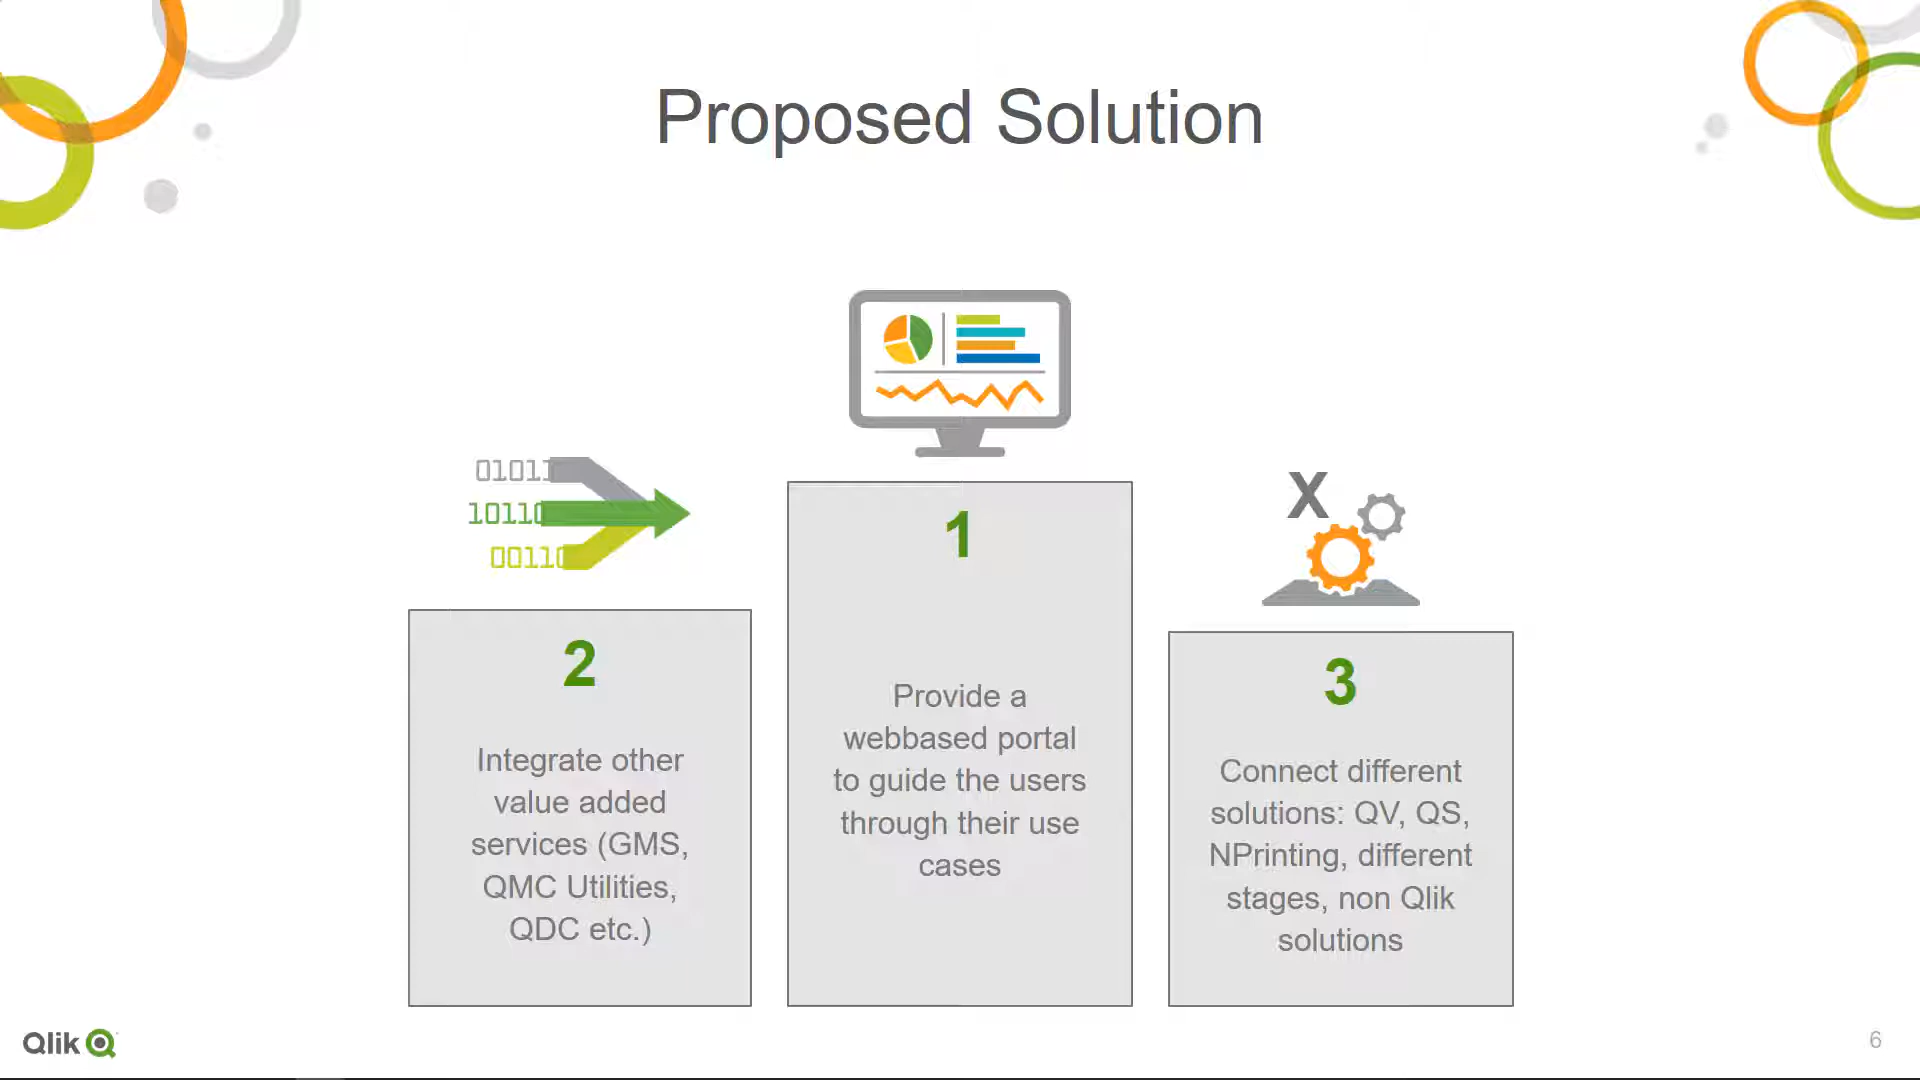 Proposed Solution
01011
10110
00110
X
2
Integrate other
value added
services (GMS,
QMC Utilities,
QDC etc.)
1
Provide a
webbased portal
to guide the users
through their use
cases
3
Connect different
solutions: QV, QS,
NPrinting, different
stages, non Qlik
solutions
Qlik
6